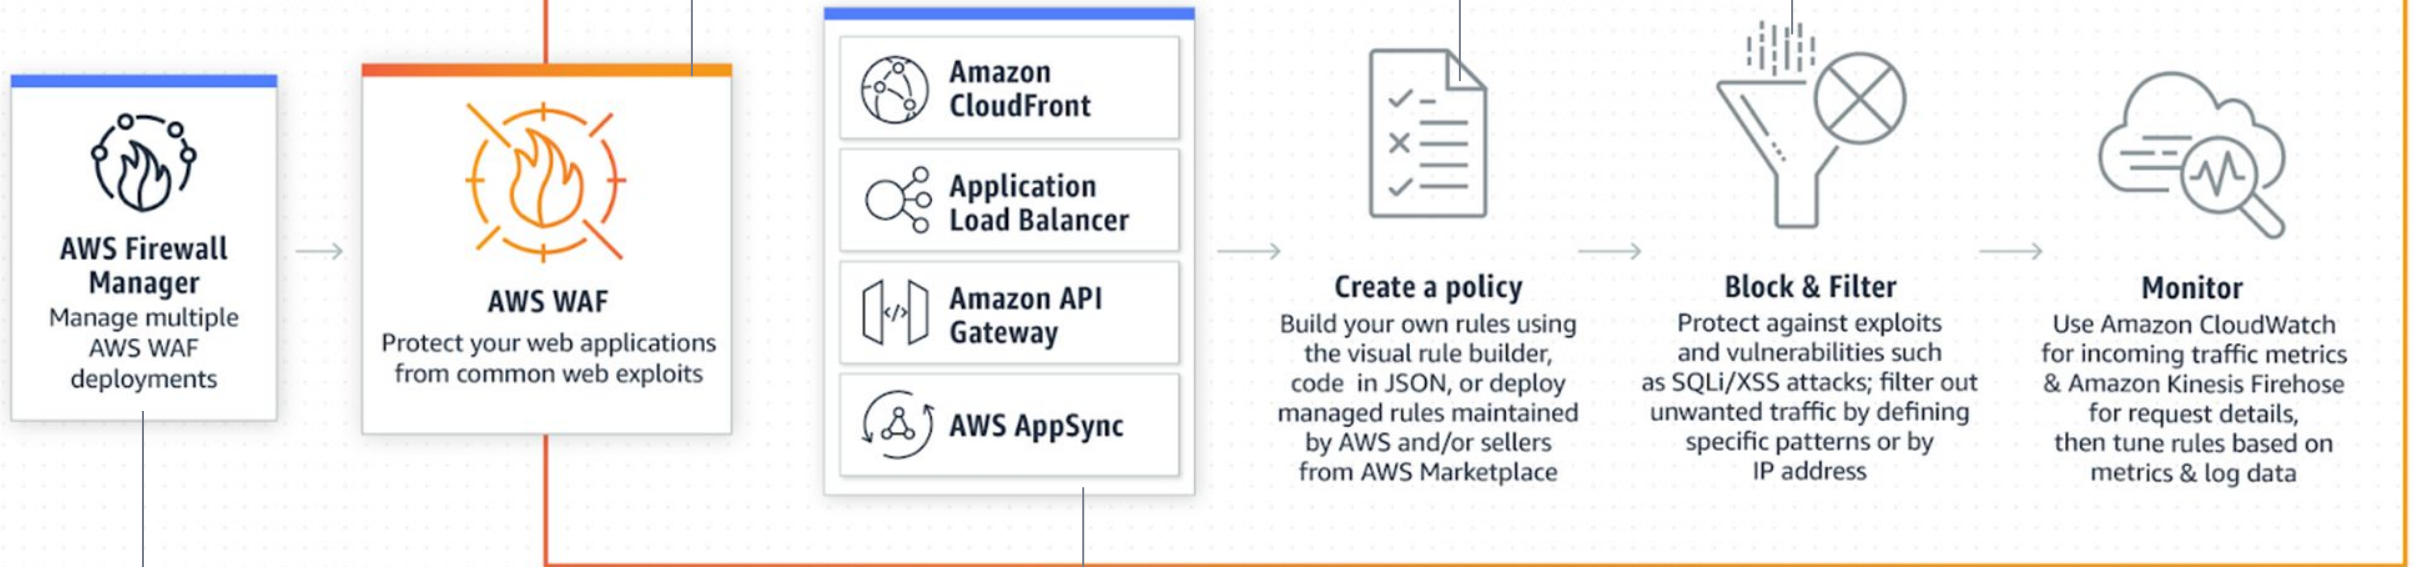 AWS Firewall
Manager
Manage multiple
AWS WAF
deployments
AWS WAF
Protect your web applications
from common web exploits
Amazon
CloudFront
Application
Load Balancer
</>
Amazon API
Gateway
AWS AppSync
Create a policy
Build your own rules using
the visual rule builder,
code in JSON, or deploy
managed rules maintained
by AWS and/or sellers
from AWS Marketplace
Block & Filter
Protect against exploits
and vulnerabilities such
as SQLi/XSS attacks; filter out
unwanted traffic by defining
specific patterns or by
IP address
Monitor
Use Amazon CloudWatch
for incoming traffic metrics
& Amazon Kinesis Firehose
for request details,
then tune rules based on
metrics & log data